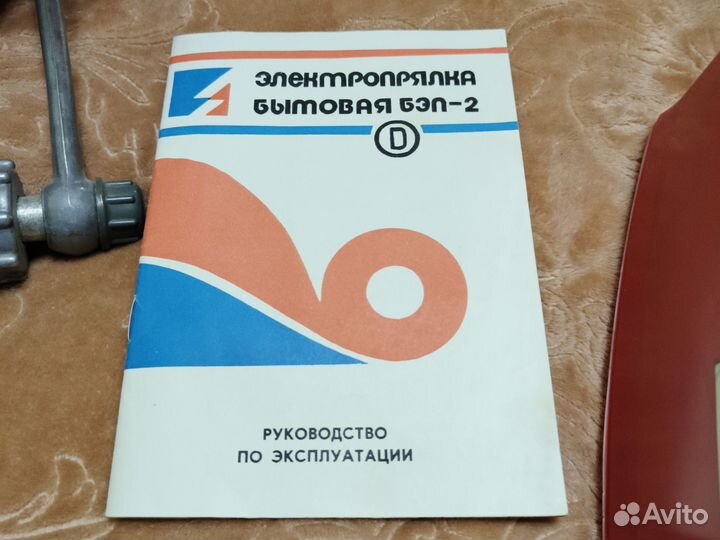 ЭЛЕКТРОПРЯЛКА
БЫТОВАЯ БЭП-2
D
РУКОВОДСТВО
ПО ЭКСПЛУАТАЦИИ
Avito